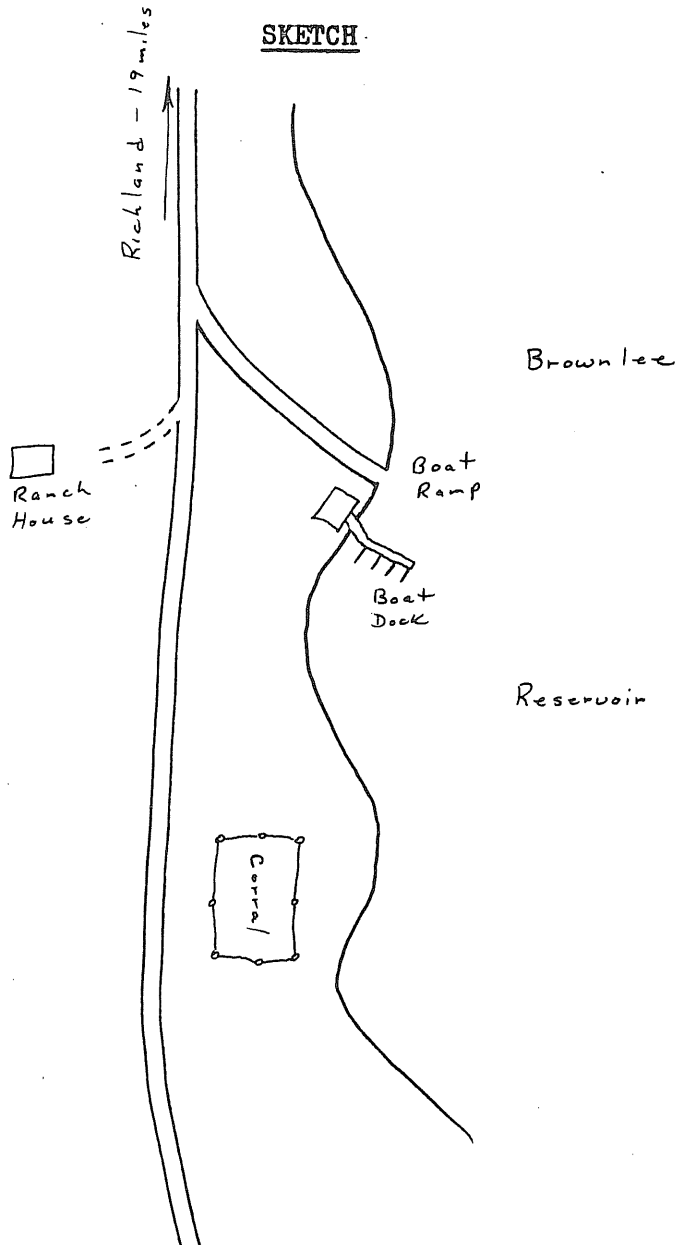 SKETCH
Richland - 19 miles
Brownlee
Boat
Ramp
Ranch
House
Boat
Dock
Reservoir
Corral